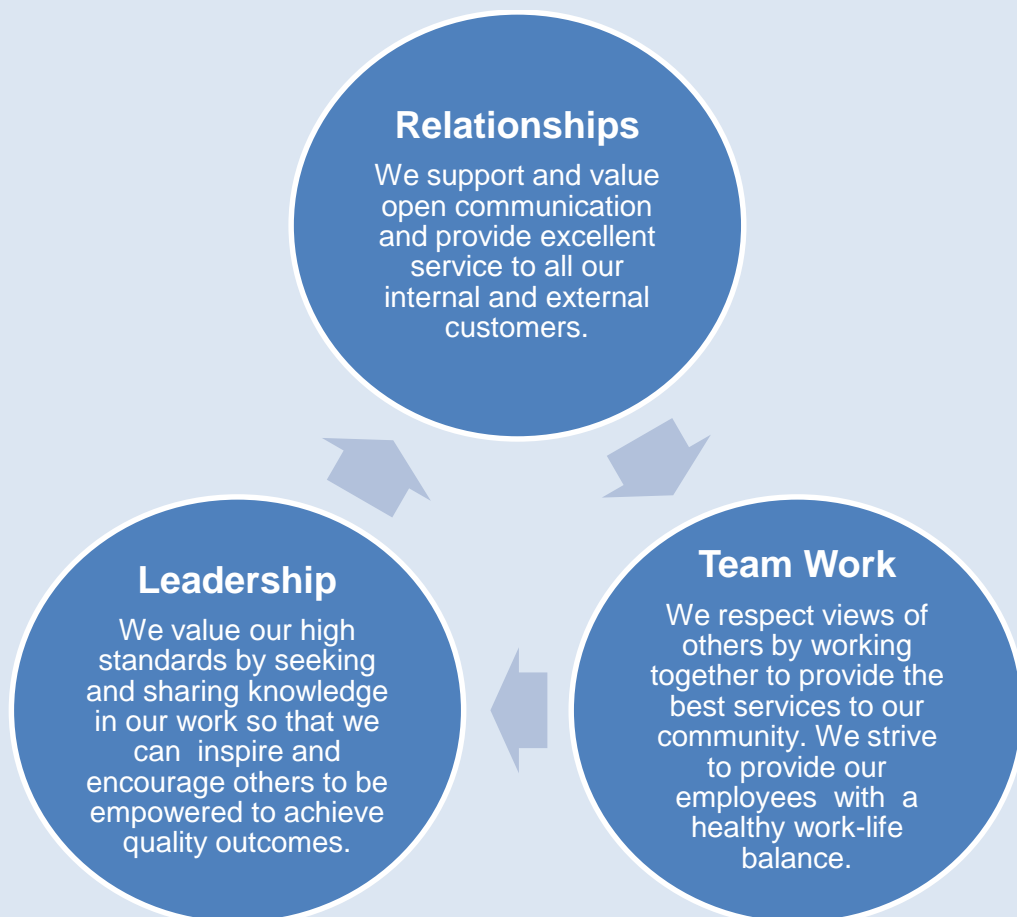 Relationships
We support and value
open communication
and provide excellent
service to all our
internal and external
customers.
Leadership
We value our high
standards by seeking
and sharing knowledge
in our work so that we
can  inspire and
encourage others to be
empowered to achieve
quality outcomes.
Team Work
We respect views of
others by working
together to provide the
best services to our
community. We strive
to provide our
employees  with  a
healthy work-life
balance.